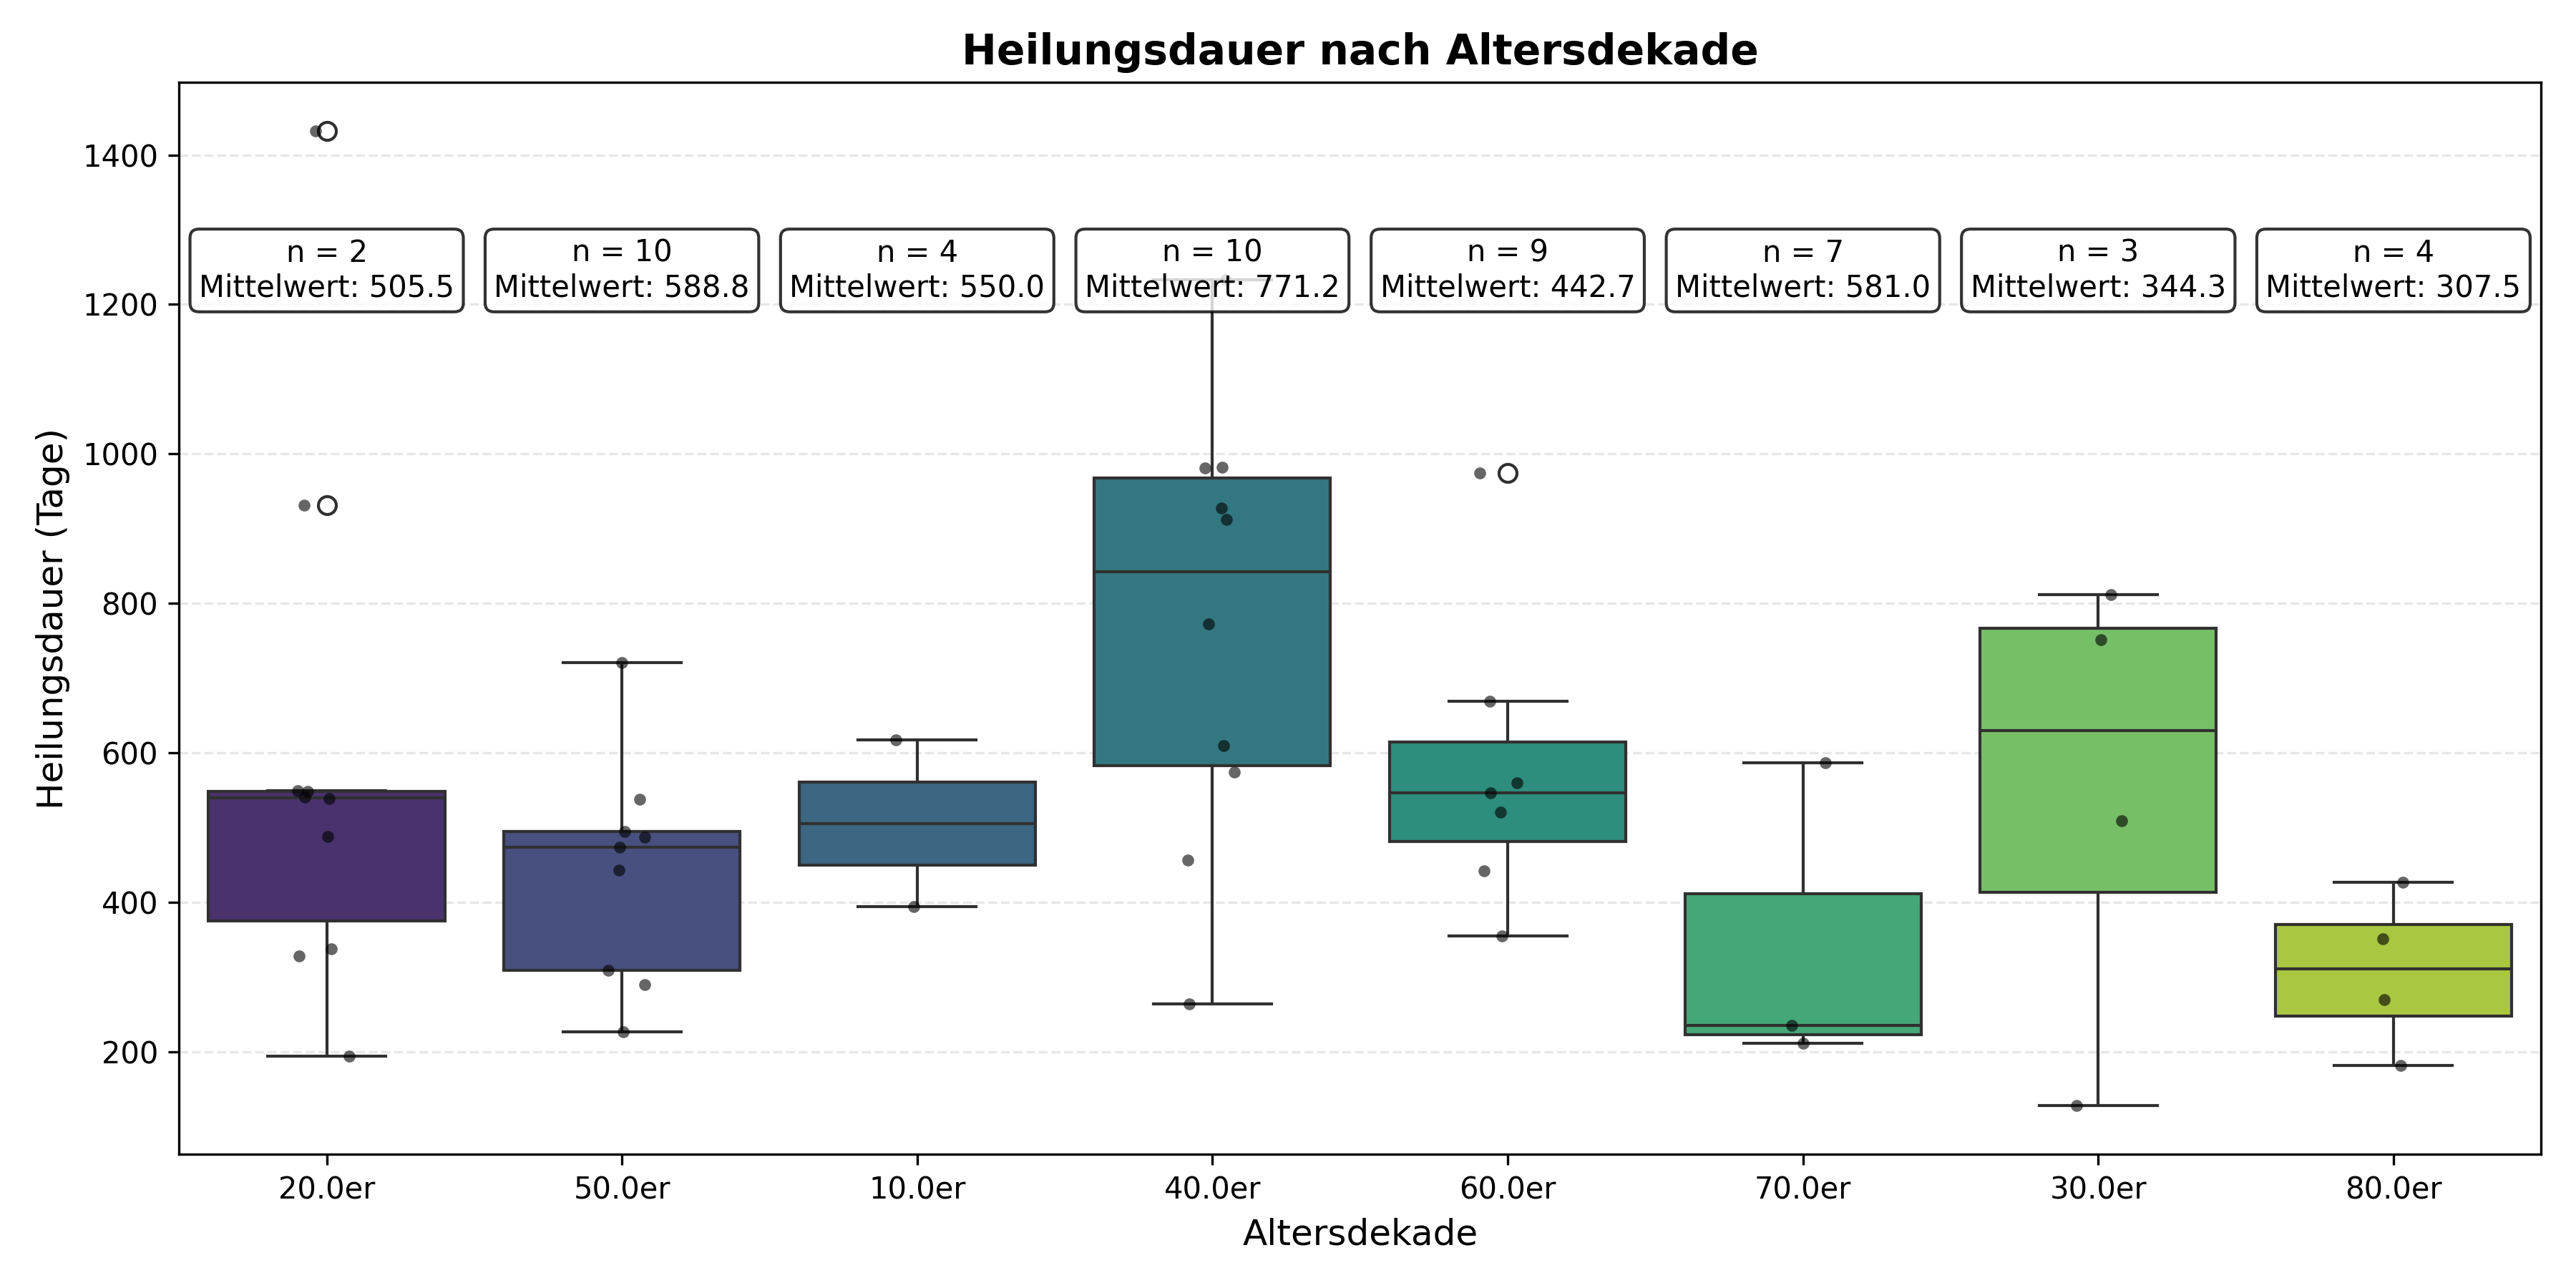 Heilungsdauer nach Altersdekade
Heilungsdauer (Tage)
1400
1200
1000
800
600
400
200
n = 2
Mittelwert: 505.5
n = 10
Mittelwert: 588.8
n = 4
Mittelwert: 550.0
n = 10
Mittelwert: 771.2
n = 9
Mittelwert: 442.7
n = 7
Mittelwert: 581.0
n = 3
Mittelwert: 344.3
n = 4
Mittelwert: 307.5
20.0er
50.0er
10.0er
40.0er
60.0er
70.0er
30.0er
80.0er
Altersdekade